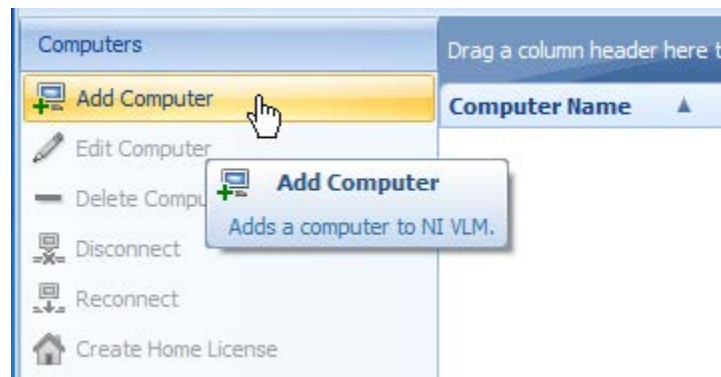 Computers
Drag a column header here t
Add Computer
Computer Name
Edit Computer
Add Computer
Delete Compu
Adds a computer to NI VLM.
Disconnect
Reconnect
Create Home License